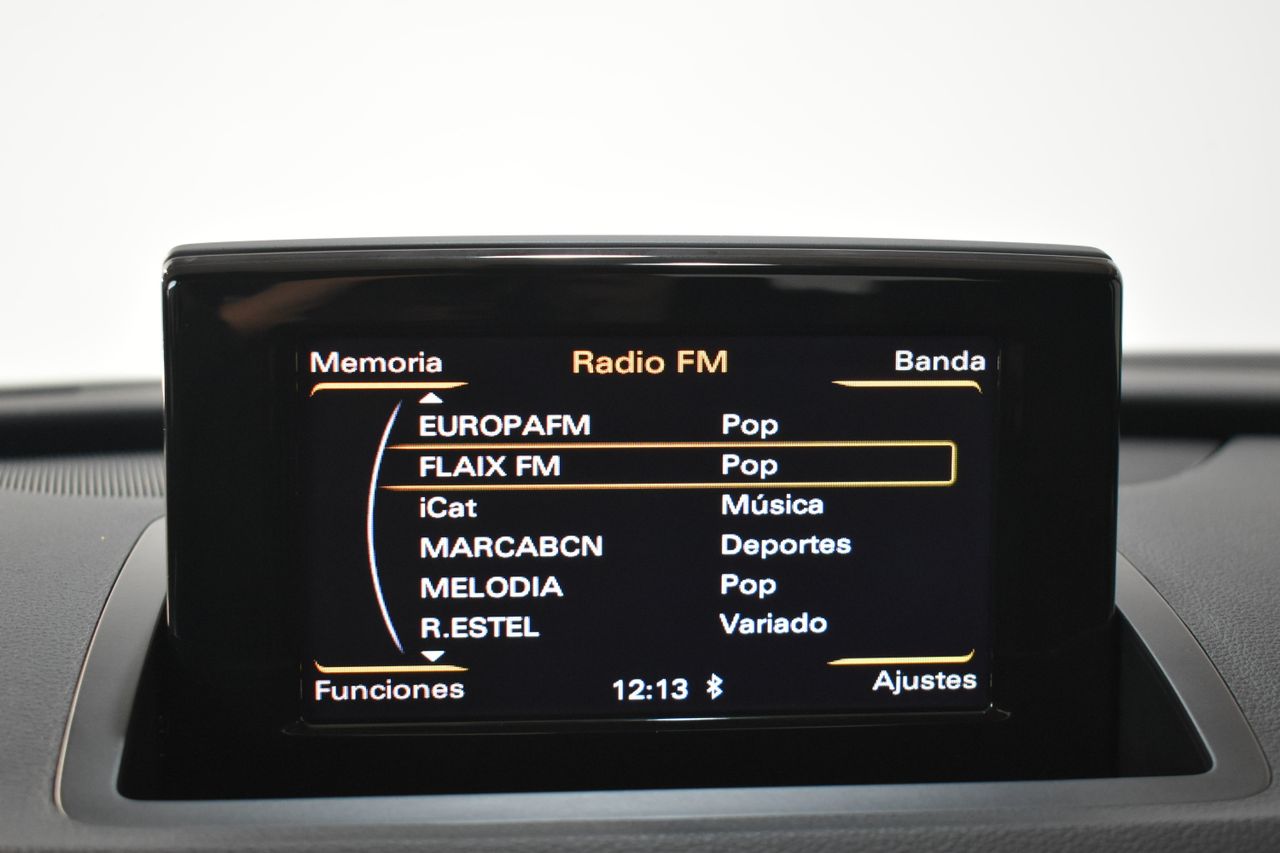 Memoria Radio FM Banda
EUROPAFM Pop
FLAIX FM Pop
iCat Música
MARCABCN Deportes
MELODIA Pop
R.ESTEL Variado
Funciones 12:13 Ajustes